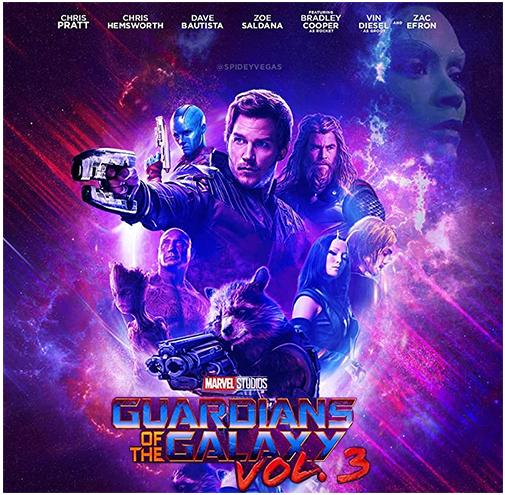 CHRIS PRATT
CHRIS HEMSWORTH
DAVE BAUTISTA
ZOE SALDANA
FEATURING BRADLEY COOPER AS ROCKET
VIN DIESEL AS GROOT
AND ZAC EFRON
@SPIDEYVEGAS
MARVEL STUDIOS
GUARDIANS
OF THE GALAXY
VOL. 3